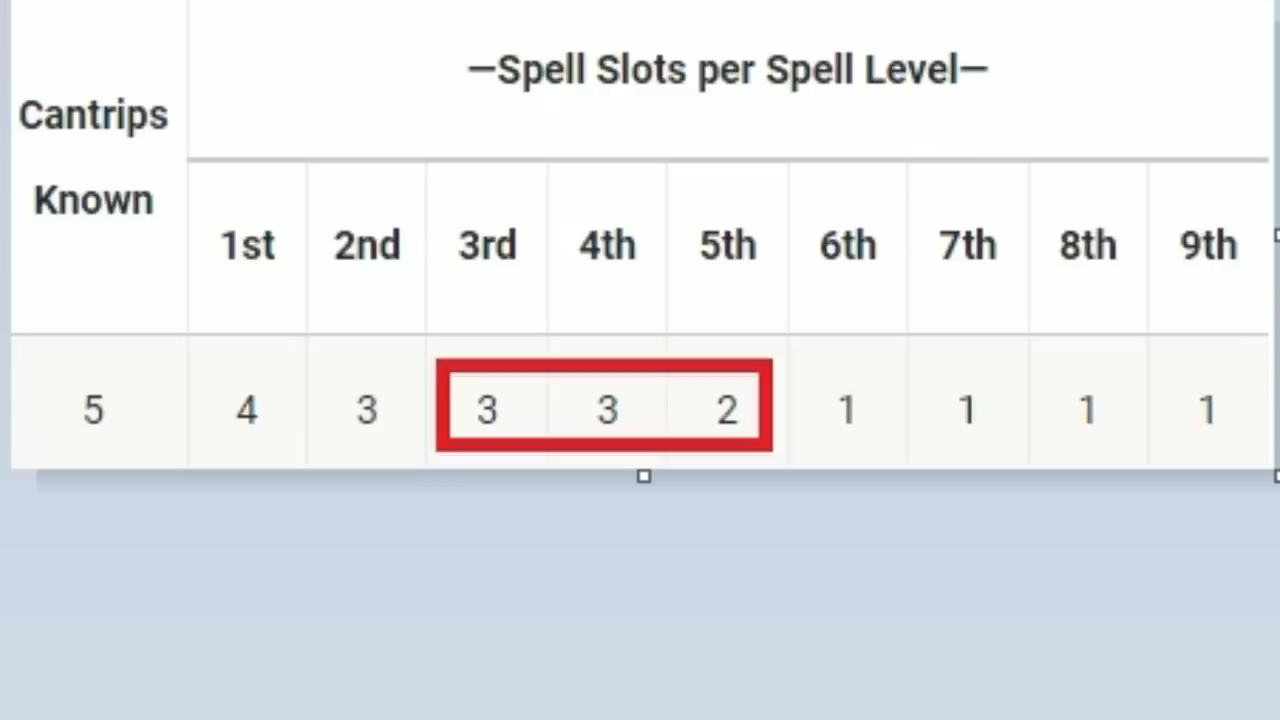 —Spell Slots per Spell Level—
Cantrips
Known
1st 2nd 3rd 4th 5th 6th 7th 8th 9th
5 4 3 3 3 2 1 1 1 1